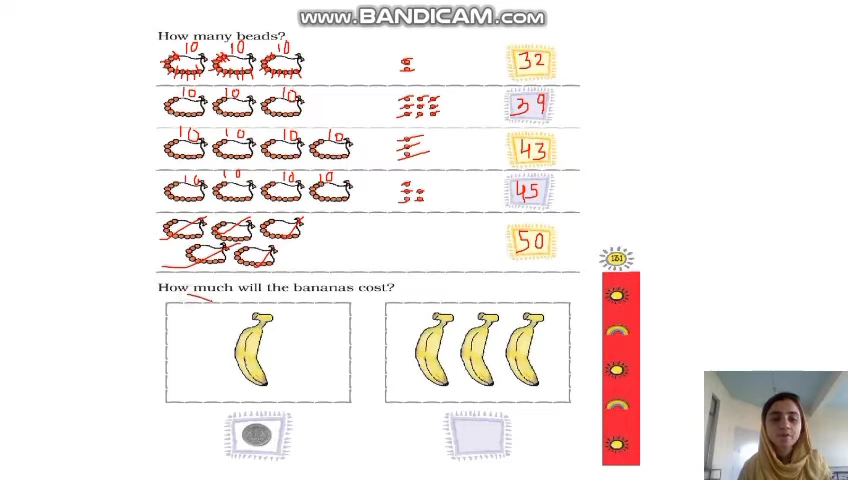 www.BANDICAM.com
How many beads?
10 10 10
32
10 10 10
39
10 10 10 10
43
10 10 10 10
45
50
131
How much will the bananas cost?